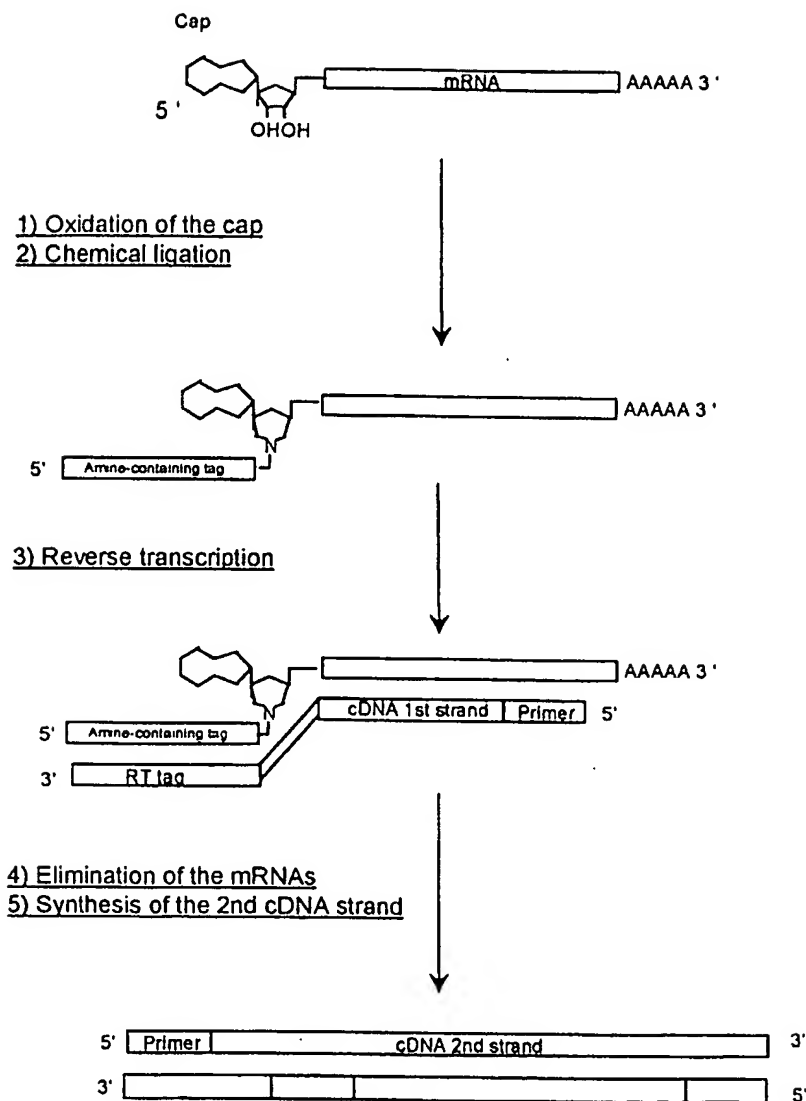 Cap
mRNA AAAAA 3 '
5 '
OHOH
1) Oxidation of the cap
2) Chemical ligation
AAAAA 3 '
N
5' Amine-containing tag
3) Reverse transcription
AAAAA 3 '
N
cDNA 1st strand Primer 5'
5' Amine-containing tag
3' RT tag
4) Elimination of the mRNAs
5) Synthesis of the 2nd cDNA strand
5' Primer cDNA 2nd strand 3'
3' 5'